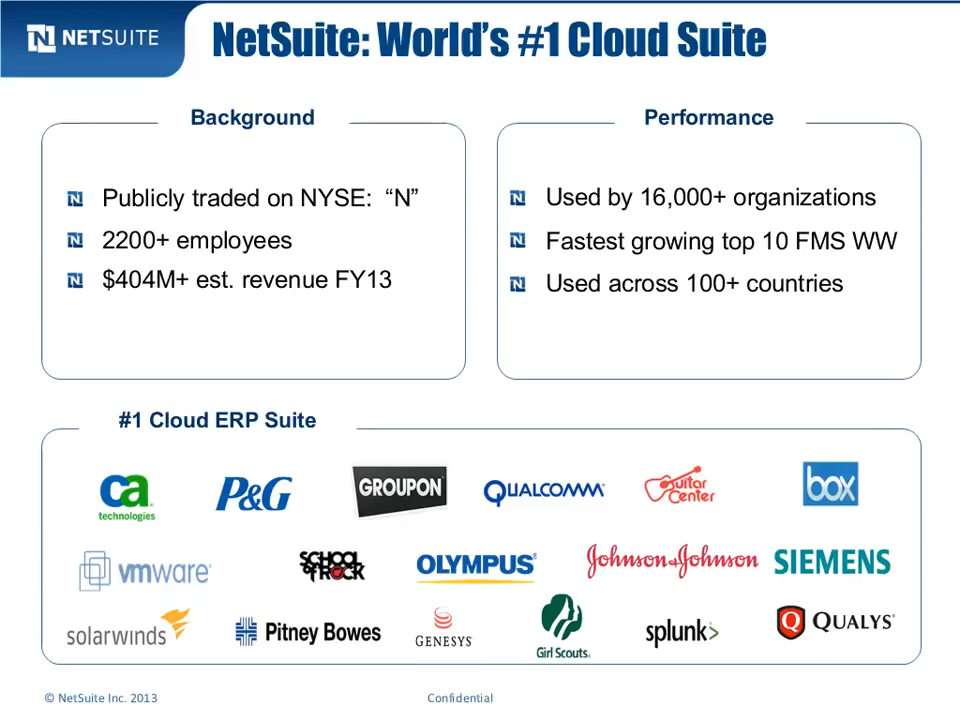 NETSUITE
NetSuite: World's #1 Cloud Suite
Background
Publicly traded on NYSE:  “N”
2200+ employees
$404M+ est. revenue FY13
Performance
Used by 16,000+ organizations
Fastest growing top 10 FMS WW
Used across 100+ countries
#1 Cloud ERP Suite
ca technologies
P&G
GROUPON
QUALCOMM
Guitar Center
box
vmware
SCHOOL of ROCK
OLYMPUS
Johnson & Johnson
SIEMENS
solarwinds
Pitney Bowes
GENESYS
Girl Scouts
splunk>
Q QUALYS
© NetSuite Inc. 2013
Confidential